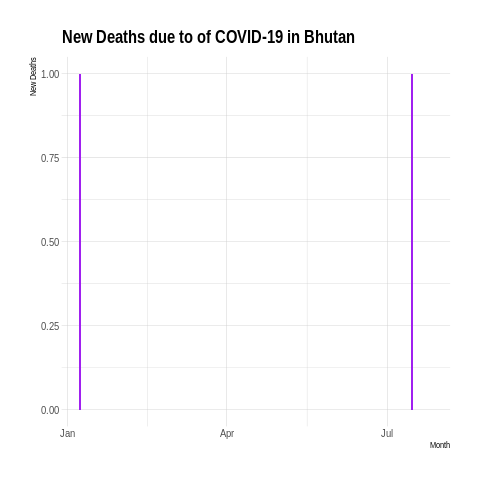 New Deaths due to of COVID-19 in Bhutan
New Deaths
1.00
0.75
0.50
0.25
0.00
Jan Apr Jul
Month